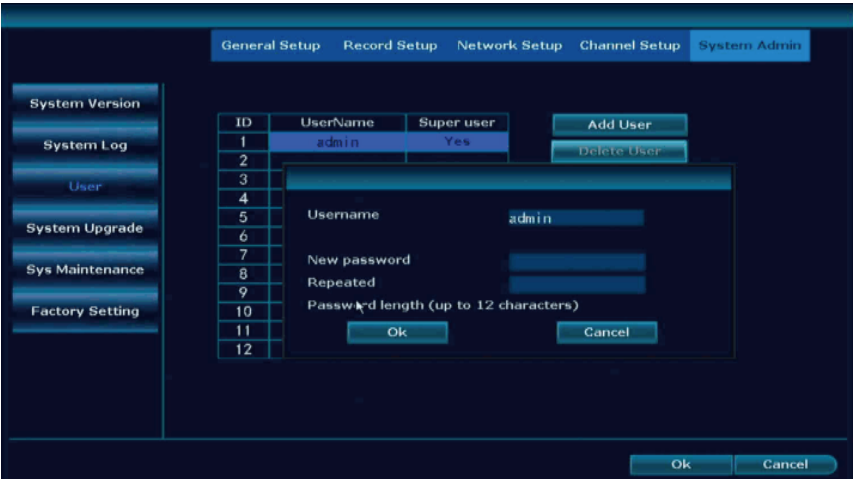 General Setup Record Setup Network Setup Channel Setup System Admin
System Version
System Log
User
System Upgrade
Sys Maintenance
Factory Setting
ID UserName Super user
1 admin Yes
2
3
4
5
6
7
8
9
10
11
12
Add User
Delete User
Username admin
New password
Repeated
Password length (up to 12 characters)
Ok Cancel
Ok Cancel